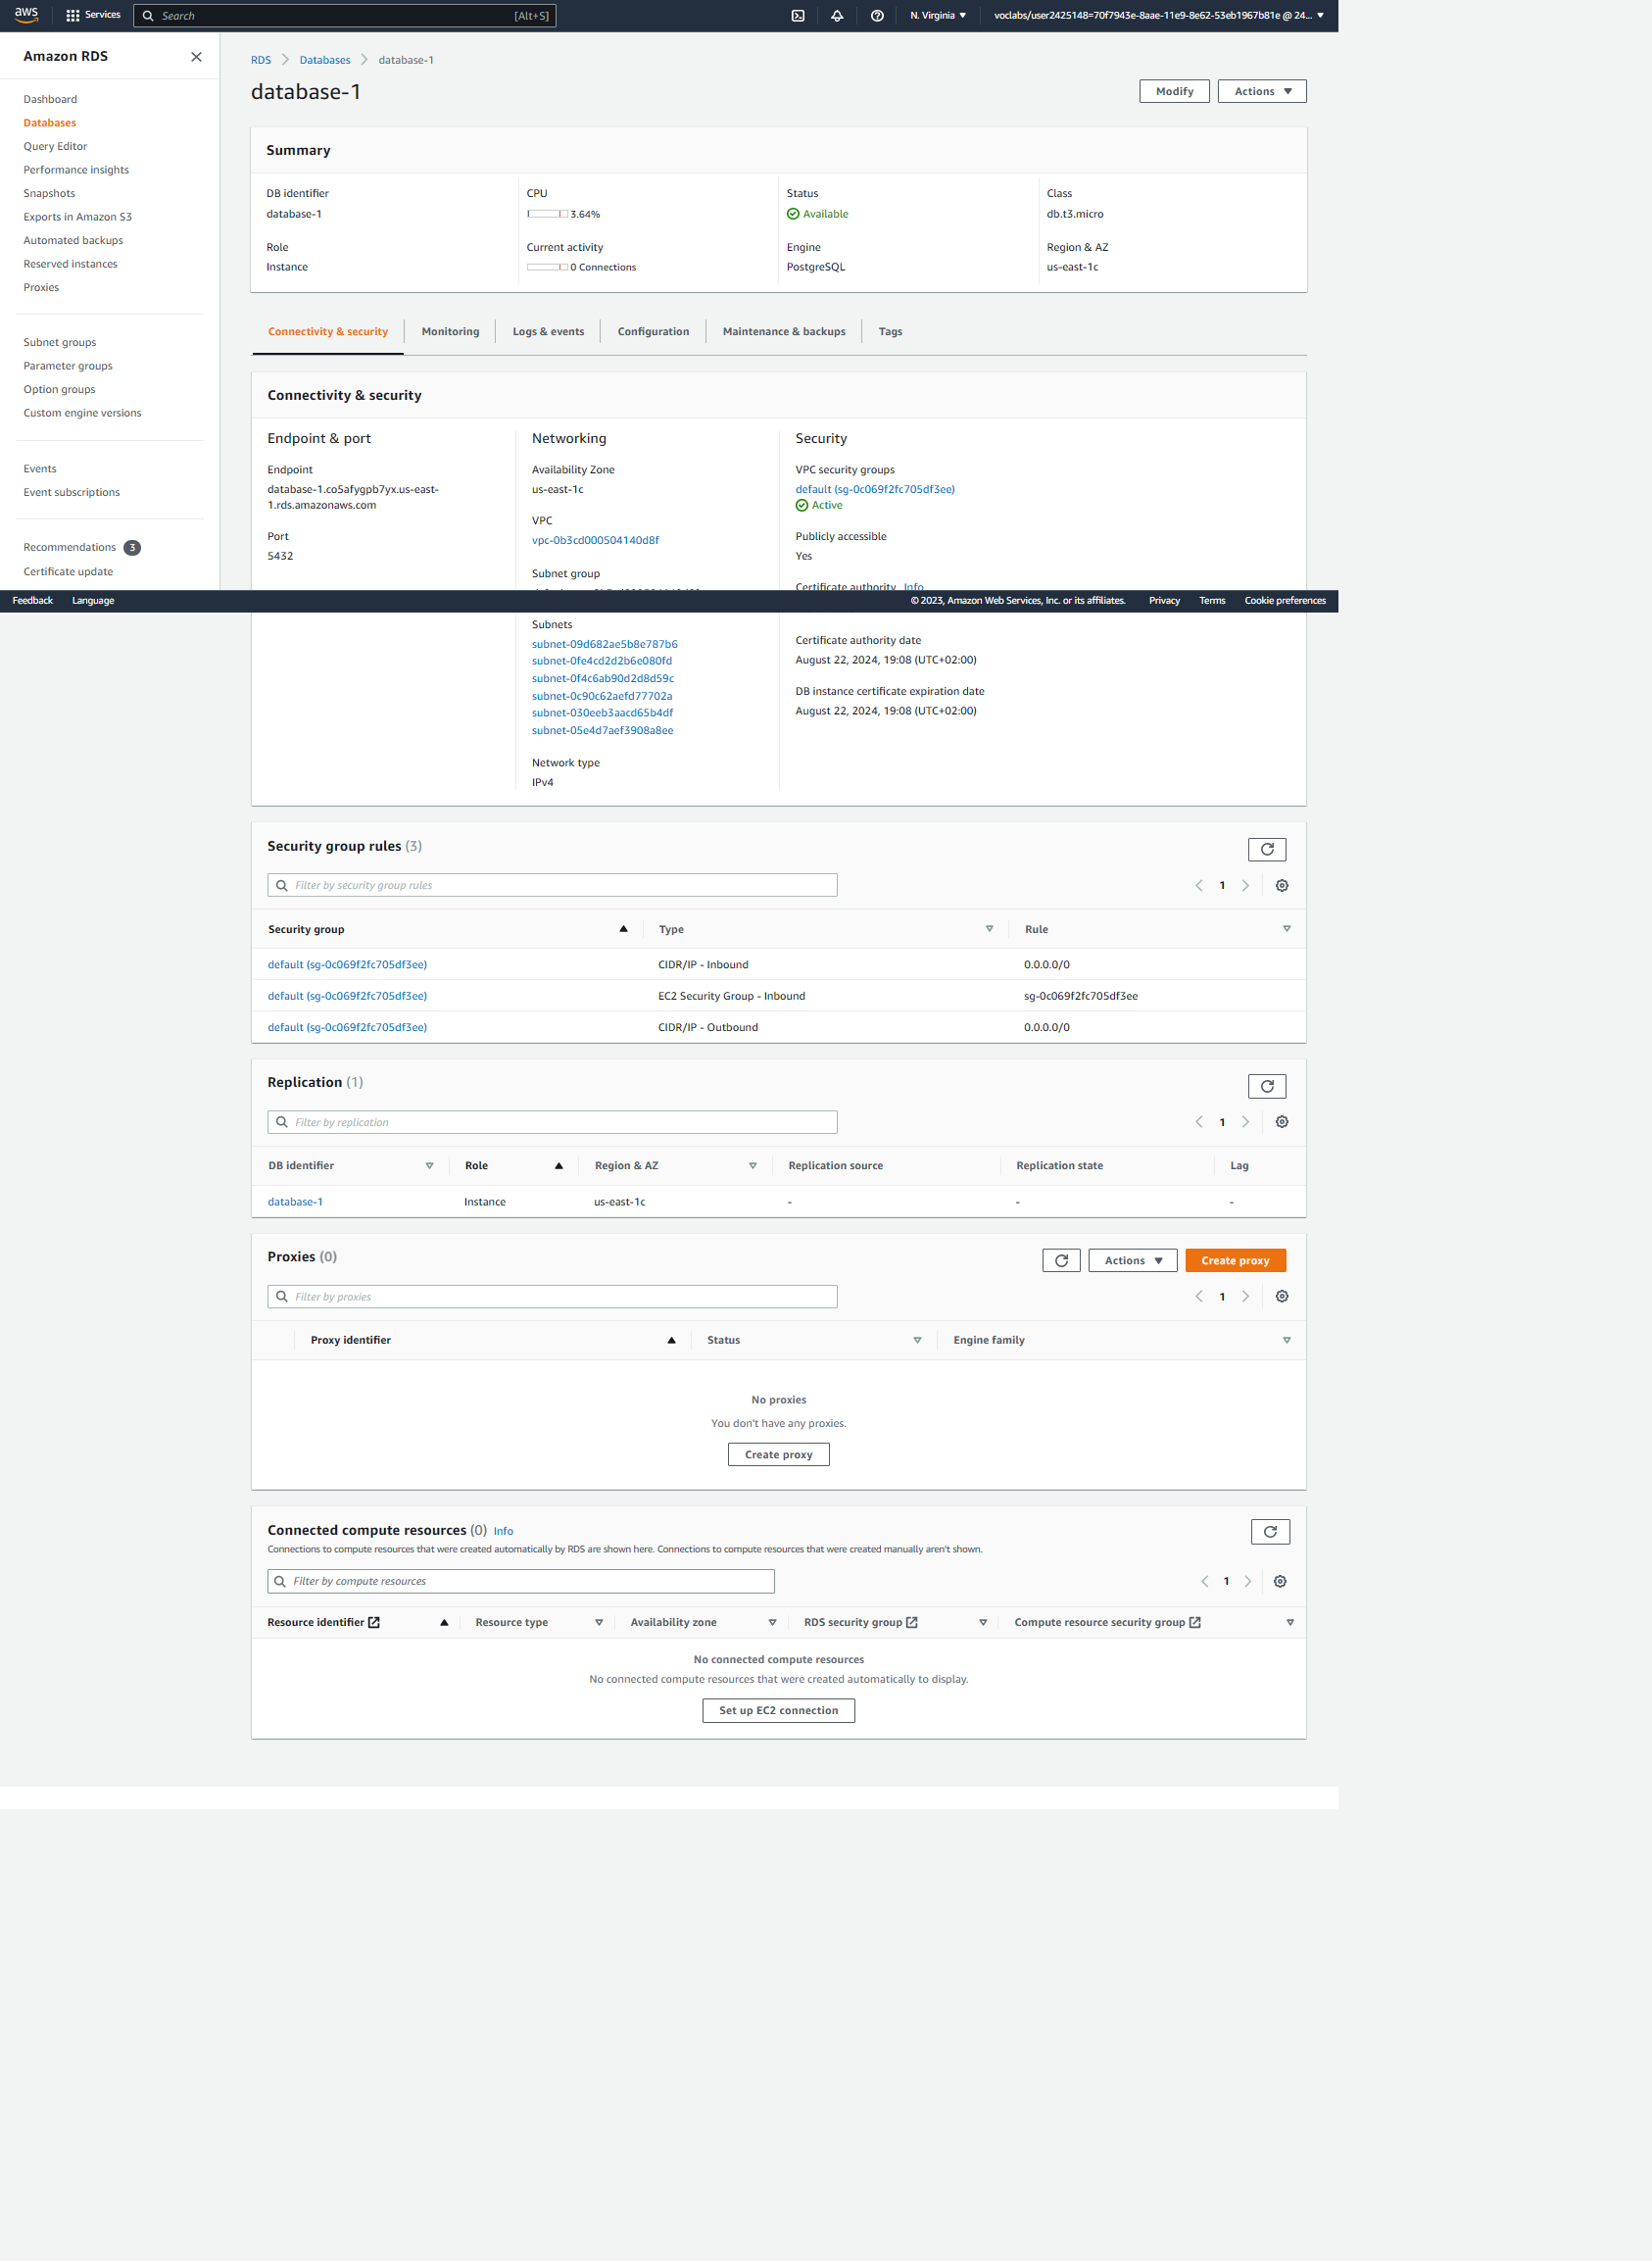 aws
Services
Search
[Alt+S]
N. Virginia
voclabs/user2425148=70f7943e-8aae-11e9-8e62-53eb1967b81e @ 24...
Amazon RDS
Dashboard
Databases
Query Editor
Performance insights
Snapshots
Exports in Amazon S3
Automated backups
Reserved instances
Proxies
Subnet groups
Parameter groups
Option groups
Custom engine versions
Events
Event subscriptions
Recommendations 3
Certificate update
RDS
Databases
database-1
database-1
Modify
Actions
Summary
DB identifier
database-1
CPU
3.64%
Status
Available
Class
db.t3.micro
Role
Instance
Current activity
0 Connections
Engine
PostgreSQL
Region & AZ
us-east-1c
Connectivity & security
Monitoring
Logs & events
Configuration
Maintenance & backups
Tags
Connectivity & security
Endpoint & port
Endpoint
database-1.co5afygpb7yx.us-east-
1.rds.amazonaws.com
Port
5432
Networking
Availability Zone
us-east-1c
VPC
vpc-0b3cd000504140d8f
Subnet group
Security
VPC security groups
default (sg-0c069f2fc705df3ee)
Active
Publicly accessible
Yes
Certificate authority Info
Feedback
Language
© 2023, Amazon Web Services, Inc. or its affiliates.
Privacy
Terms
Cookie preferences
Subnets
subnet-09d682ae5b8e787b6
subnet-0fe4cd2d2b6e080fd
subnet-0f4c6ab90d2d8d59c
subnet-0c90c62aefd77702a
subnet-030eeb3aacd65b4df
subnet-05e4d7aef3908a8ee
Network type
IPv4
Certificate authority date
August 22, 2024, 19:08 (UTC+02:00)
DB instance certificate expiration date
August 22, 2024, 19:08 (UTC+02:00)
Security group rules (3)
Filter by security group rules
1
Security group
Type
Rule
default (sg-0c069f2fc705df3ee)
CIDR/IP - Inbound
0.0.0.0/0
default (sg-0c069f2fc705df3ee)
EC2 Security Group - Inbound
sg-0c069f2fc705df3ee
default (sg-0c069f2fc705df3ee)
CIDR/IP - Outbound
0.0.0.0/0
Replication (1)
Filter by replication
1
DB identifier
Role
Region & AZ
Replication source
Replication state
Lag
database-1
Instance
us-east-1c
-
-
-
Proxies (0)
Actions
Create proxy
Filter by proxies
1
Proxy identifier
Status
Engine family
No proxies
You don't have any proxies.
Create proxy
Connected compute resources (0) Info
Connections to compute resources that were created automatically by RDS are shown here. Connections to compute resources that were created manually aren't shown.
Filter by compute resources
1
Resource identifier
Resource type
Availability zone
RDS security group
Compute resource security group
No connected compute resources
No connected compute resources that were created automatically to display.
Set up EC2 connection